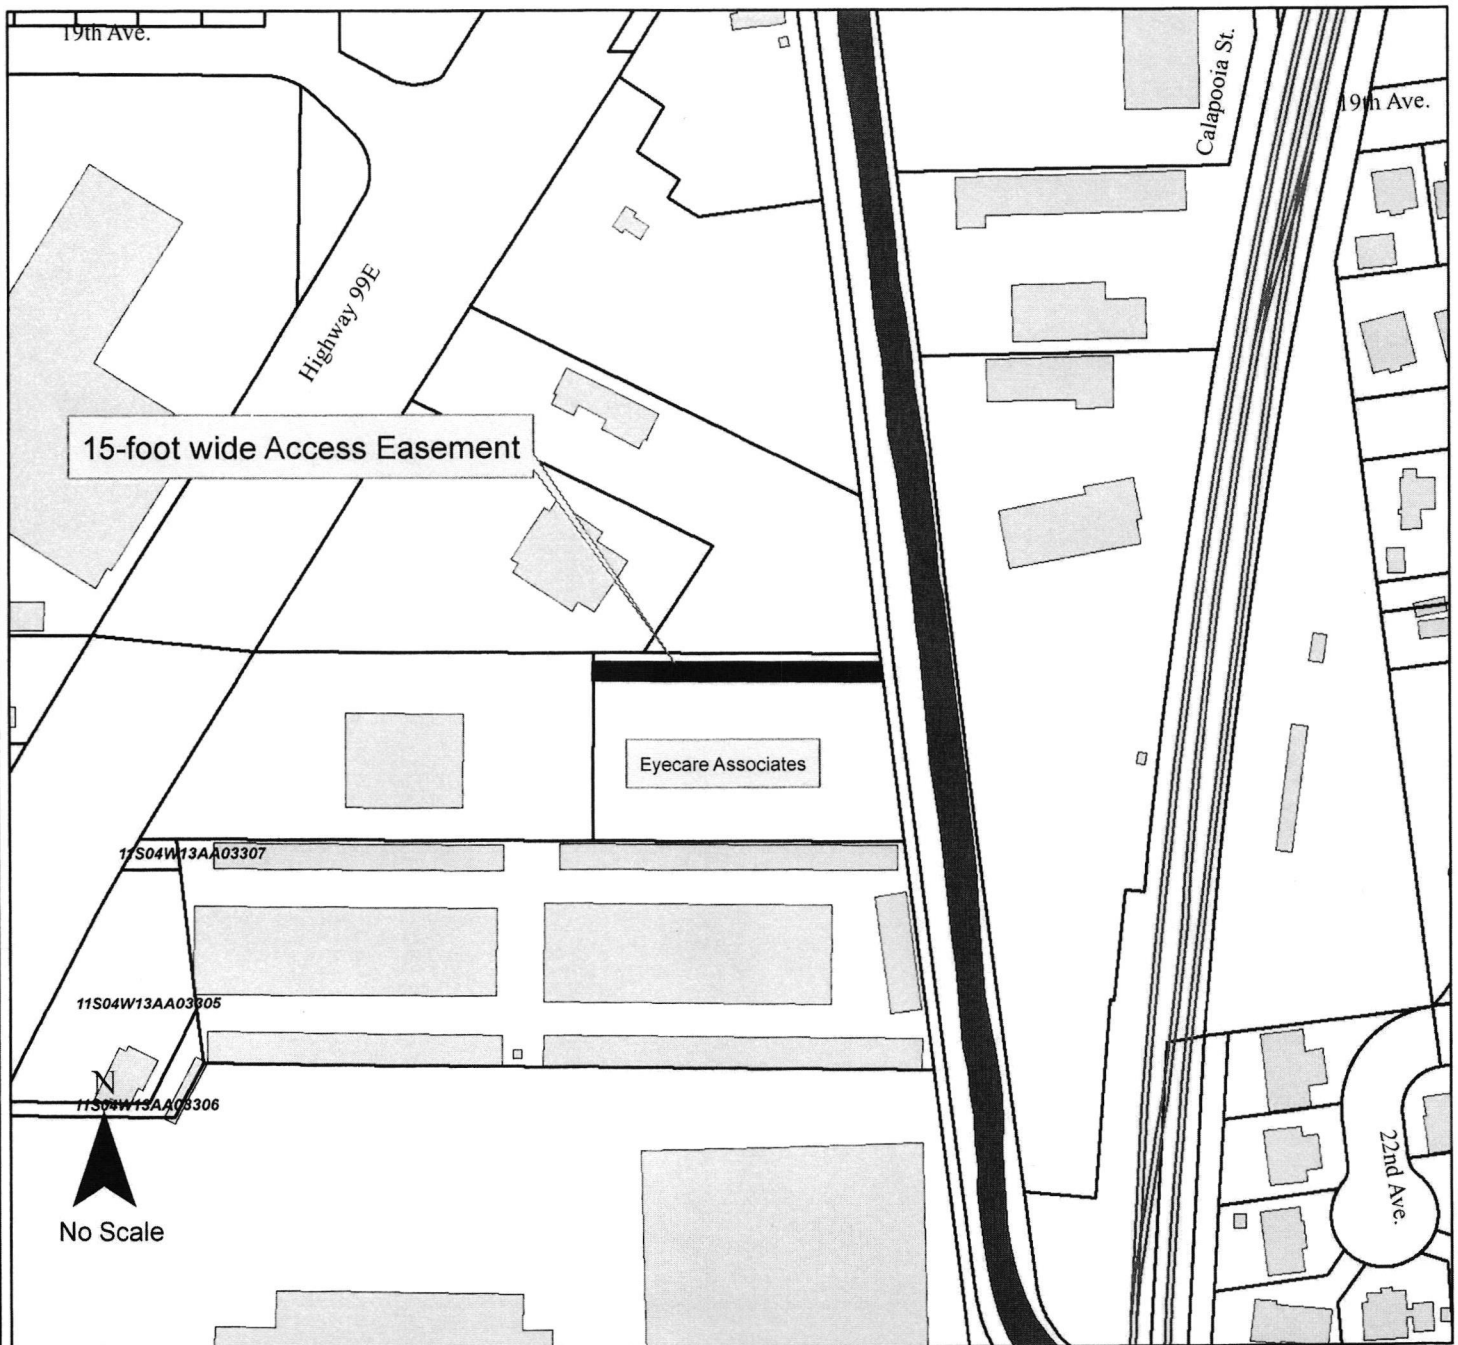 19th Ave.
Calapooia St.
19th Ave.
Highway 99E
15-foot wide Access Easement
Eyecare Associates
11S04W13AA03307
11S04W13AA03305
N
11S04W13AA03306
22nd Ave.
No Scale